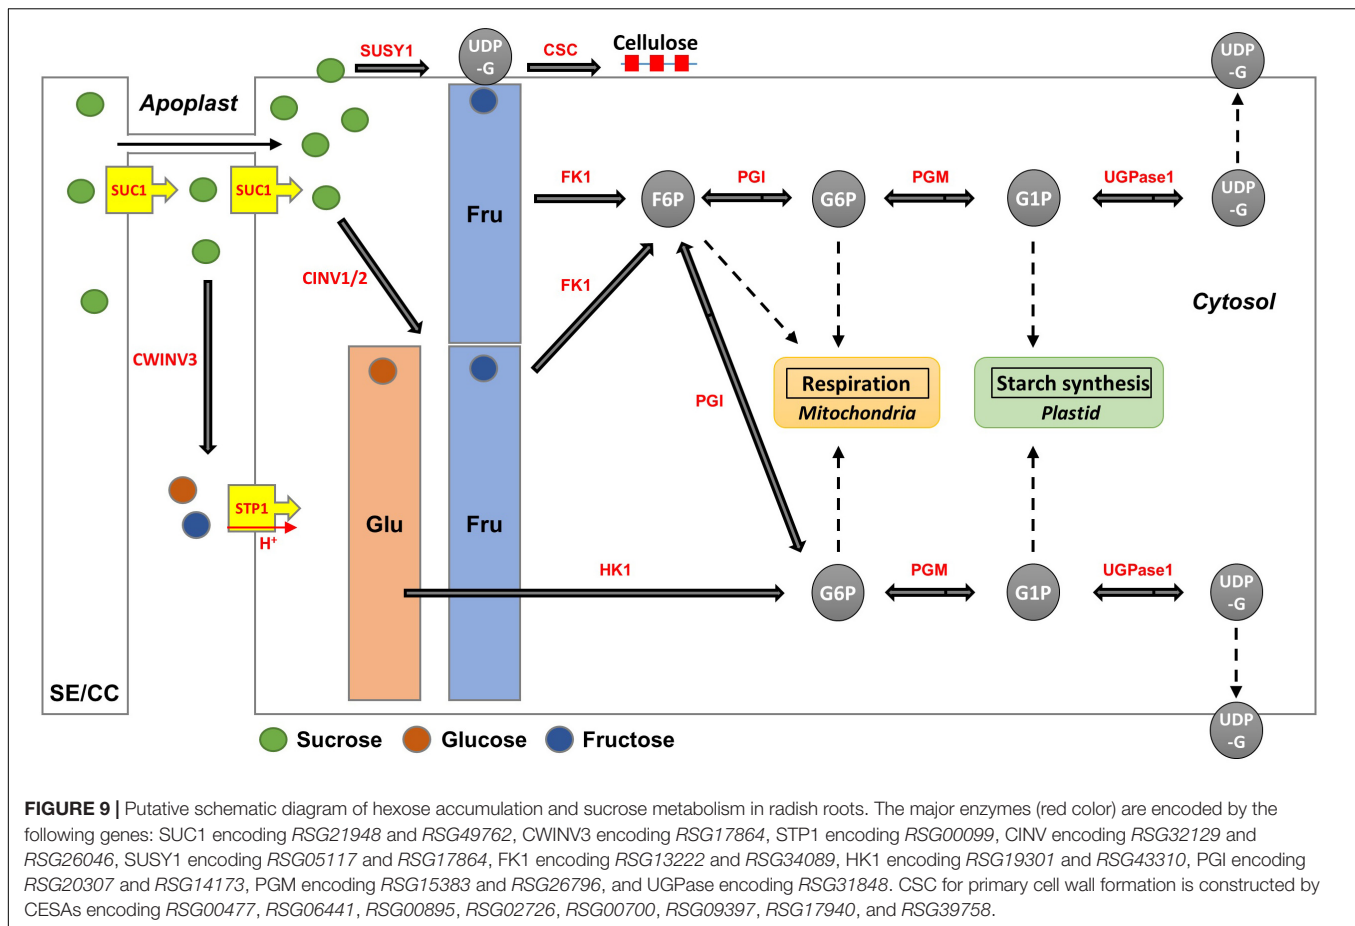 SUSY1
UDP
-G
CSC
Cellulose
UDP
-G
Apoplast
SUC1
SUC1
FK1
F6P
PGI
G6P
PGM
G1P
UGPase1
UDP
-G
Fru
CINV1/2
FK1
Cytosol
CWINV3
Respiration
Mitochondria
Starch synthesis
Plastid
PGI
STP1
H+
Glu
Fru
HK1
G6P
PGM
G1P
UGPase1
UDP
-G
SE/CC
UDP
-G
Sucrose
Glucose
Fructose
FIGURE 9 | Putative schematic diagram of hexose accumulation and sucrose metabolism in radish roots. The major enzymes (red color) are encoded by the
following genes: SUC1 encoding RSG21948 and RSG49762, CWINV3 encoding RSG17864, STP1 encoding RSG00099, CINV encoding RSG32129 and
RSG26046, SUSY1 encoding RSG05117 and RSG17864, FK1 encoding RSG13222 and RSG34089, HK1 encoding RSG19301 and RSG43310, PGI encoding
RSG20307 and RSG14173, PGM encoding RSG15383 and RSG26796, and UGPase encoding RSG31848. CSC for primary cell wall formation is constructed by
CESAs encoding RSG00477, RSG06441, RSG00895, RSG02726, RSG00700, RSG09397, RSG17940, and RSG39758.